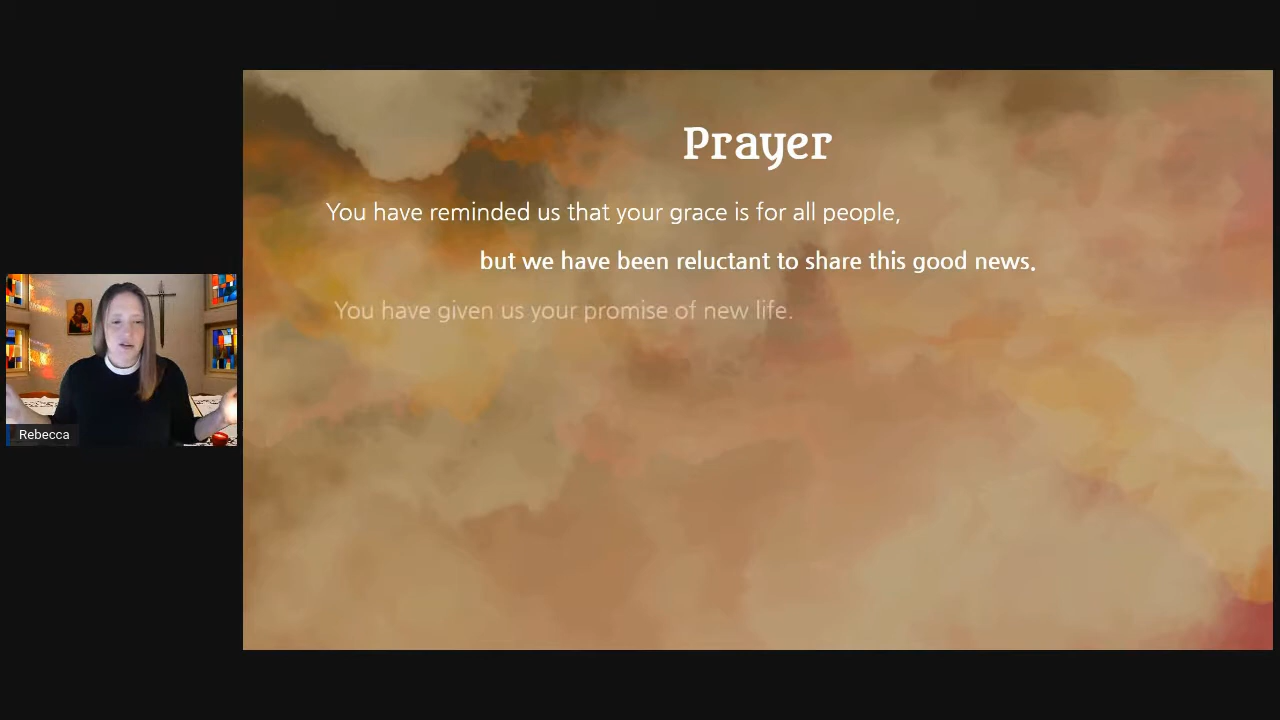 Prayer
You have reminded us that your grace is for all people,
but we have been reluctant to share this good news.
You have given us your promise of new life.
Rebecca